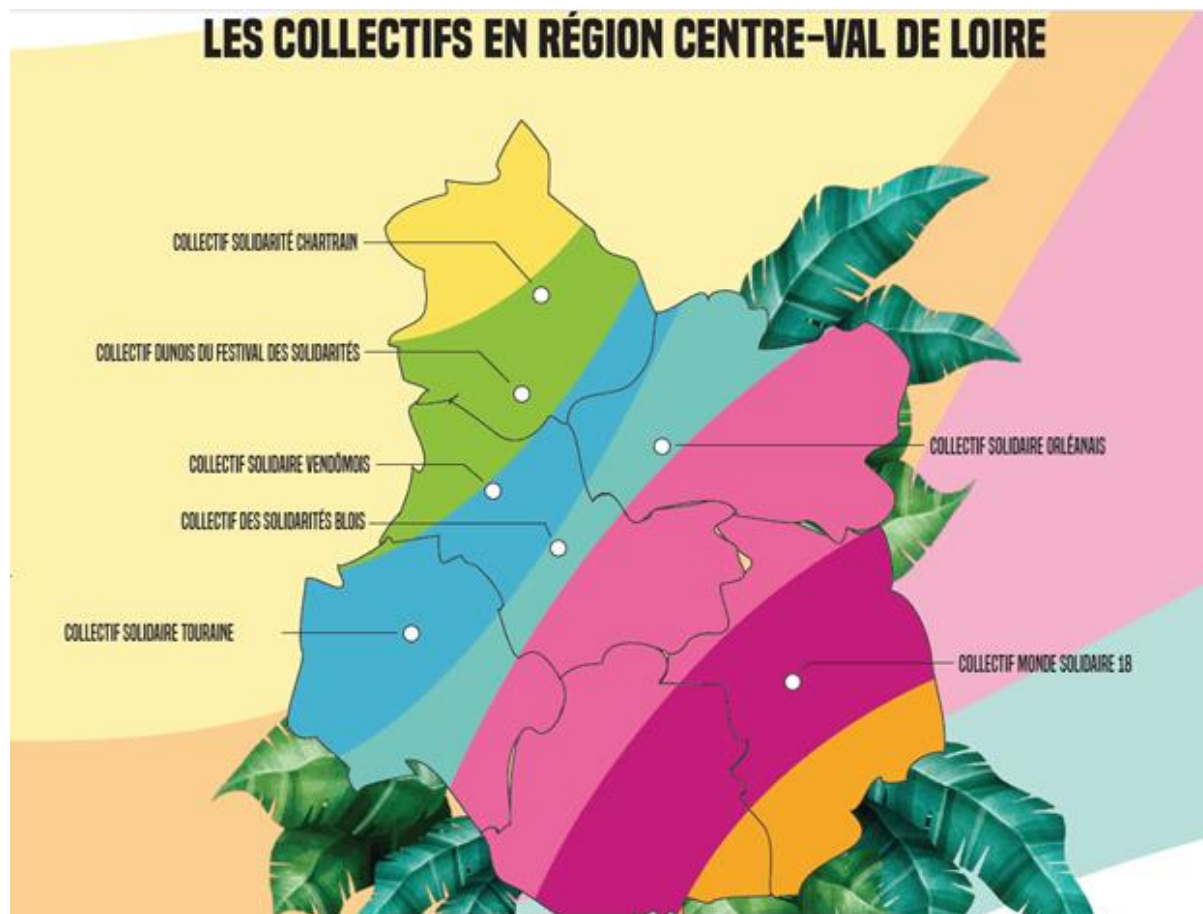 LES COLLECTIFS EN RÉGION CENTRE-VAL DE LOIRE
COLLECTIF SOLIDARITÉ CHARTRAIN
COLLECTIF DUNOIS DU FESTIVAL DES SOLIDARITÉS
COLLECTIF SOLIDAIRE ORLÉANAIS
COLLECTIF SOLIDAIRE VENDÔMOIS
COLLECTIF DES SOLIDARITÉS BLOIS
COLLECTIF SOLIDAIRE TOURAINE
COLLECTIF MONDE SOLIDAIRE 18